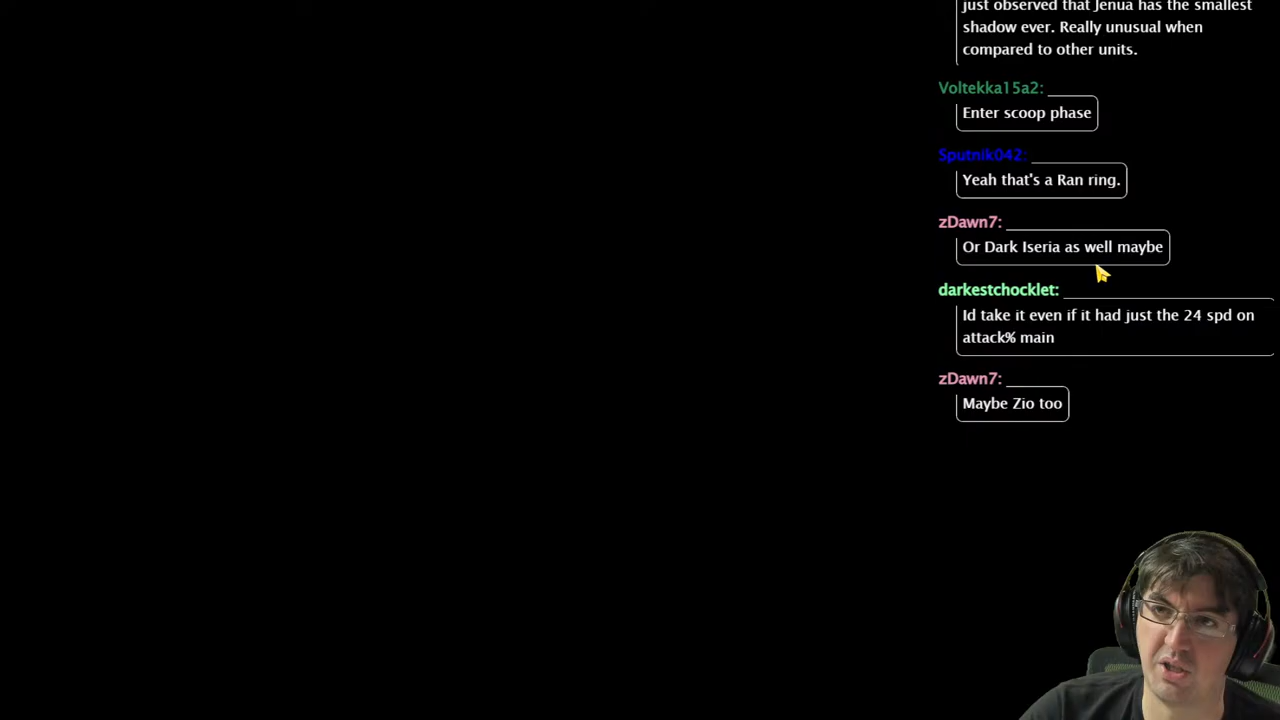 just observed that Jenua has the smallest
shadow ever. Really unusual when
compared to other units.
Voltekka15a2:
Enter scoop phase
Sputnik042:
Yeah that's a Ran ring.
zDawn7:
Or Dark Iseria as well maybe
darkestchocklet:
Id take it even if it had just the 24 spd on
attack% main
zDawn7:
Maybe Zio too